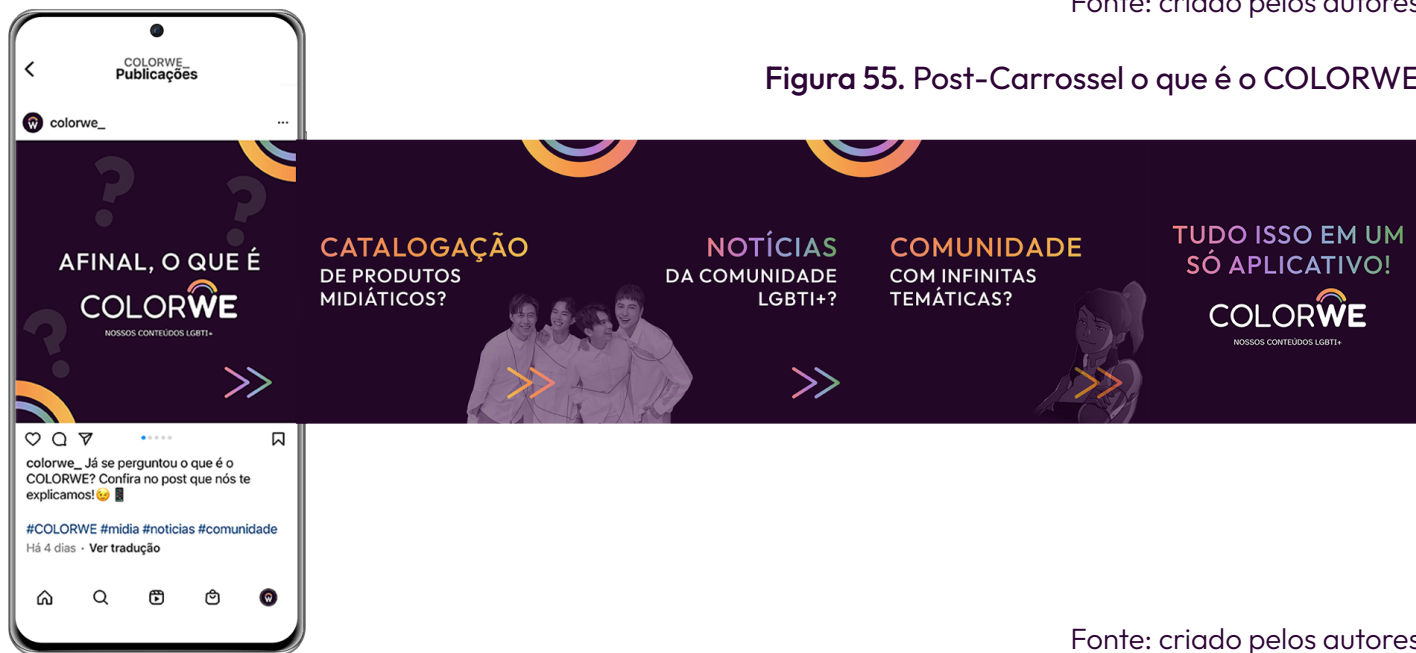 Fonte: criado pelos autores
Figura 55. Post-Carrossel o que é o COLORWE
COLORWE_
Publicações
colorwe_
AFINAL, O QUE É
COLORWE
NOSSOS CONTEÚDOS LGBTI+
CATALOGAÇÃO
DE PRODUTOS
MIDIÁTICOS?
NOTÍCIAS
DA COMUNIDADE
LGBTI+?
COMUNIDADE
COM INFINITAS
TEMÁTICAS?
TUDO ISSO EM UM
SÓ APLICATIVO!
COLORWE
NOSSOS CONTEÚDOS LGBTI+
colorwe_ Já se perguntou o que é o
COLORWE? Confira no post que nós te
explicamos!😉📱
#COLORWE #midia #noticias #comunidade
Há 4 dias · Ver tradução
Fonte: criado pelos autores